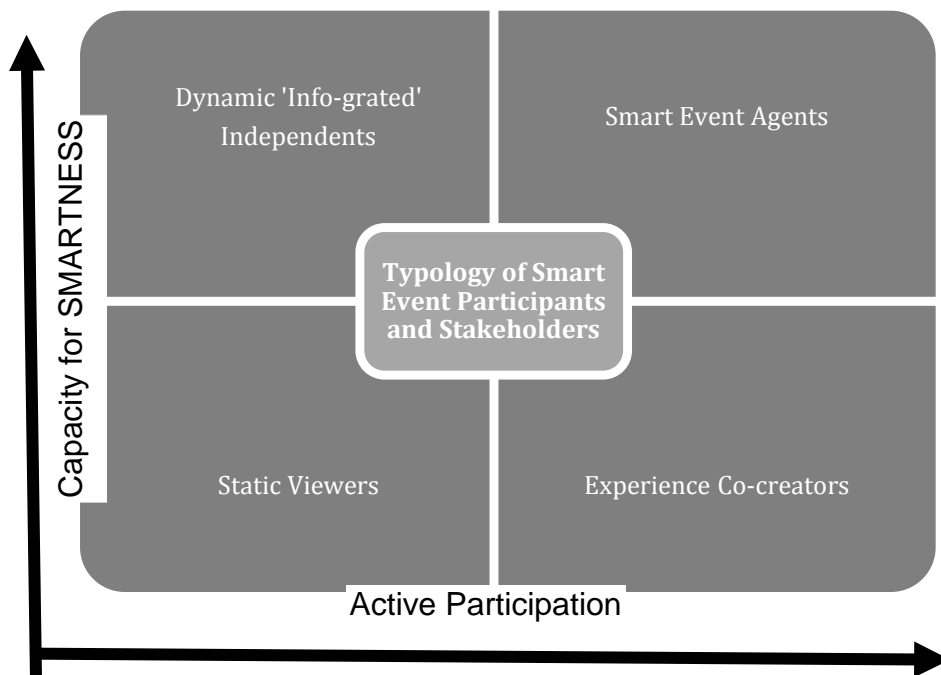 Dynamic 'Info-grated'
Independents
Smart Event Agents
Capacity for SMARTNESS
Typology of Smart
Event Participants
and Stakeholders
Static Viewers
Experience Co-creators
Active Participation